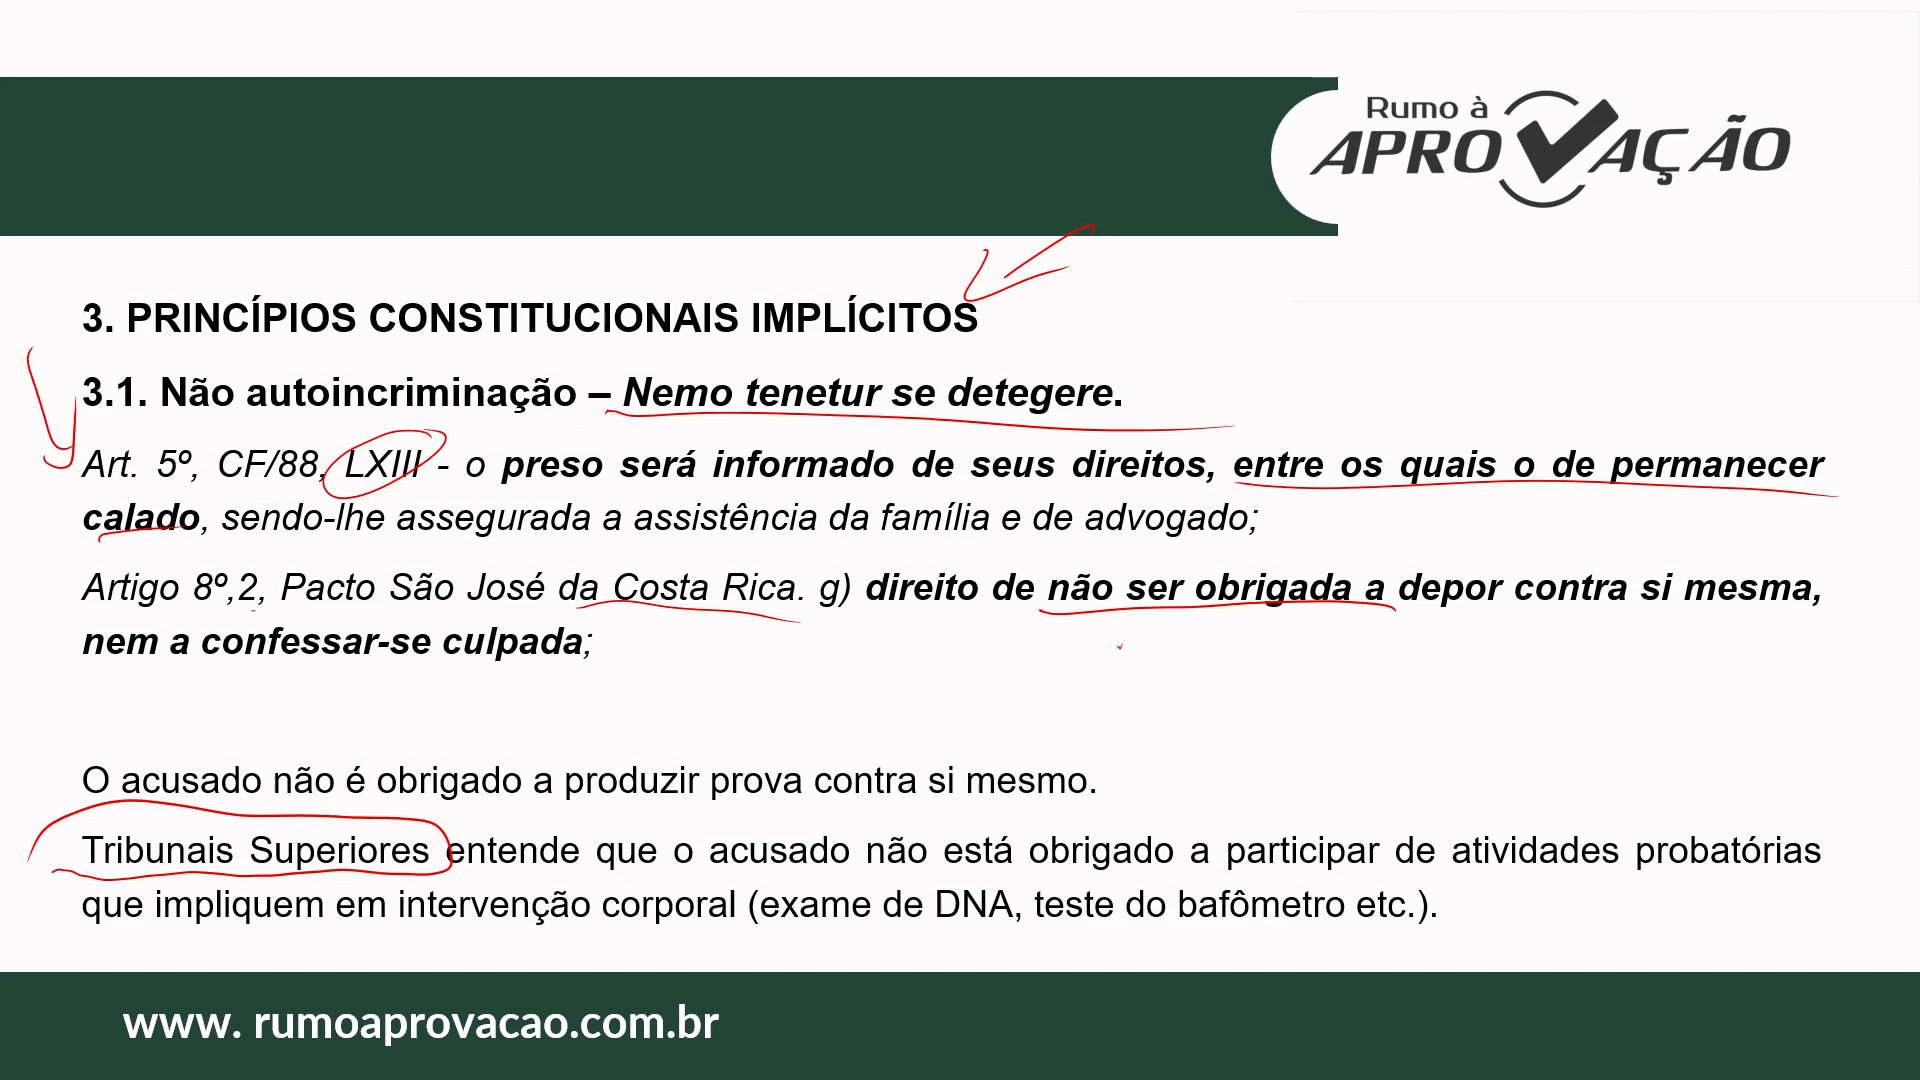 Rumo à
APROVAÇÃO
3. PRINCÍPIOS CONSTITUCIONAIS IMPLÍCITOS
3.1. Não autoincriminação – Nemo tenetur se detegere.
Art. 5º, CF/88, LXIII - o preso será informado de seus direitos, entre os quais o de permanecer
calado, sendo-lhe assegurada a assistência da família e de advogado;
Artigo 8º,2, Pacto São José da Costa Rica. g) direito de não ser obrigada a depor contra si mesma,
nem a confessar-se culpada;
O acusado não é obrigado a produzir prova contra si mesmo.
Tribunais Superiores entende que o acusado não está obrigado a participar de atividades probatórias
que impliquem em intervenção corporal (exame de DNA, teste do bafômetro etc.).
www. rumoaprovacao.com.br